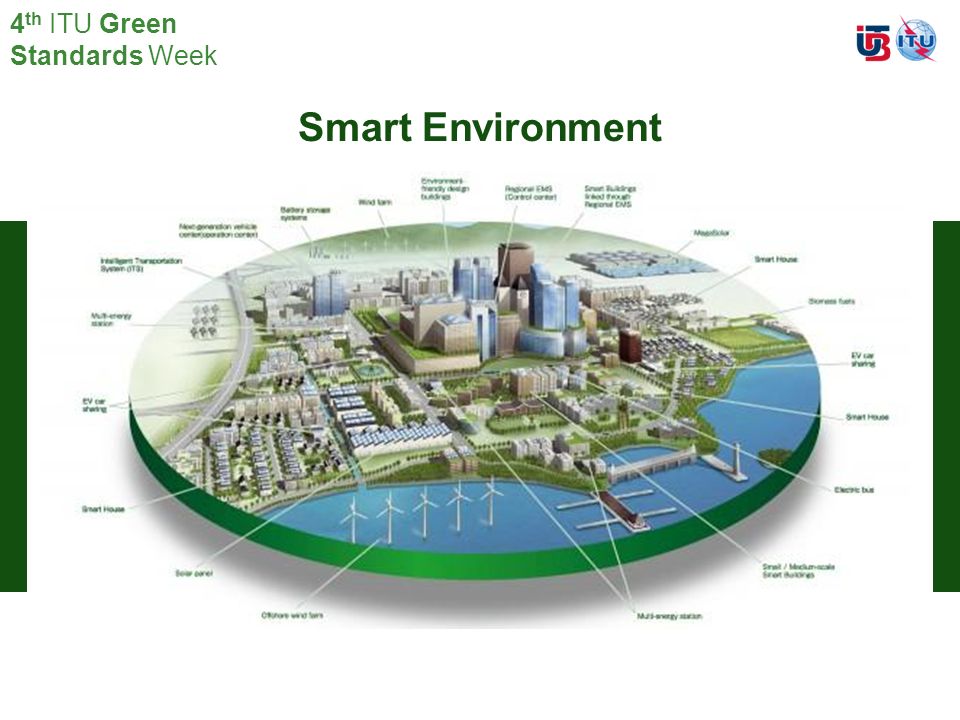 4th ITU Green
Standards Week
ITU
Smart Environment
Environment-
friendly design
buildings
Regional EMS
(Control center)
Smart Buildings
linked through
Regional EMS
Wind farm
Battery storage
systems
Next-generation vehicle
center(operation center)
MegaSolar
Intelligent Transportation
System (ITS)
Smart House
Biomass fuels
Multi-energy
station
EV car
sharing
EV car
sharing
Smart House
Electric bus
Smart House
Solar panel
Small / Medium-scale
Smart Buildings
Offshore wind farm
Multi-energy station